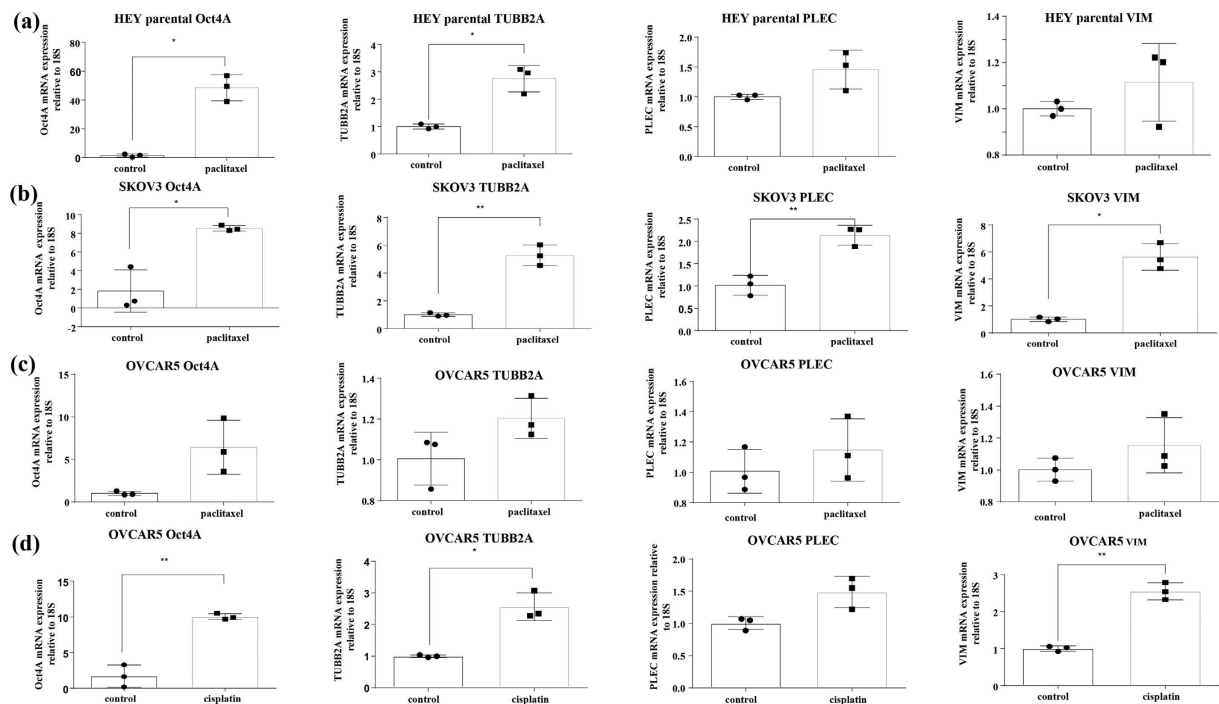 (a)
HEY parental Oct4A
Oct4A mRNA expression
relative to 18S
80
60
40
20
0
*
control
paclitaxel
HEY parental TUBB2A
TUBB2A mRNA expression
relative to 18S
4
3
2
1
0
*
control
paclitaxel
HEY parental PLEC
PLEC mRNA expression
relative to 18S
2.0
1.5
1.0
0.5
0.0
control
paclitaxel
HEY parental VIM
VIM mRNA expression
relative to 18S
1.4
1.2
1.0
0.8
control
paclitaxel
(b)
SKOV3 Oct4A
Oct4A mRNA expression
relative to 18S
10
8
6
4
2
0
-2
*
control
paclitaxel
SKOV3 TUBB2A
TUBB2A mRNA expression
relative to 18S
8
6
4
2
0
**
control
paclitaxel
SKOV3 PLEC
PLEC mRNA expression
relative to 18S
2.5
2.0
1.5
1.0
0.5
0.0
**
control
paclitaxel
SKOV3 VIM
VIM mRNA expression
relative to 18S
8
6
4
2
0
*
control
paclitaxel
(c)
OVCAR5 Oct4A
Oct4A mRNA expression
relative to 18S
15
10
5
0
control
paclitaxel
OVCAR5 TUBB2A
TUBB2A mRNA expression
relative to 18S
1.4
1.2
1.0
0.8
control
paclitaxel
OVCAR5 PLEC
PLEC mRNA expression
relative to 18S
1.6
1.4
1.2
1.0
0.8
control
paclitaxel
OVCAR5 VIM
VIM mRNA expression
relative to 18S
1.6
1.4
1.2
1.0
0.8
control
paclitaxel
(d)
OVCAR5 Oct4A
Oct4A mRNA expression
relative to 18S
15
10
5
0
**
control
cisplatin
OVCAR5 TUBB2A
TUBB2A mRNA expression
relative to 18S
4
3
2
1
0
*
control
cisplatin
OVCAR5 PLEC
PLEC mRNA expression relative
to 18S
2.0
1.5
1.0
0.5
0.0
control
cisplatin
OVCAR5 VIM
VIM mRNA expression
relative to 18S
3
2
1
0
**
control
cisplatin